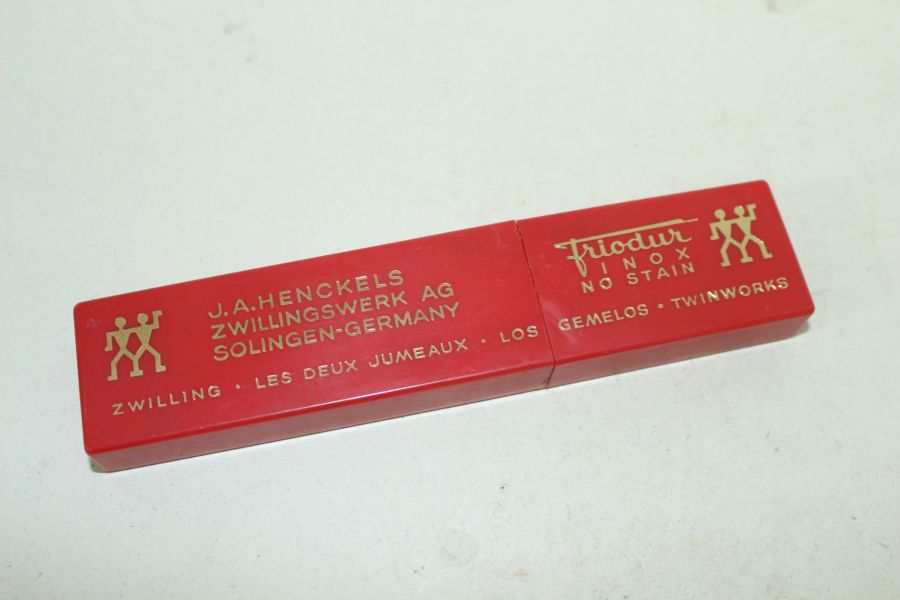 J.A.HENCKELS
ZWILLINGSWERK AG
SOLINGEN-GERMANY
friodur
INOX
NO STAIN
ZWILLING · LES DEUX JUMEAUX · LOS GEMELOS · TWINWORKS